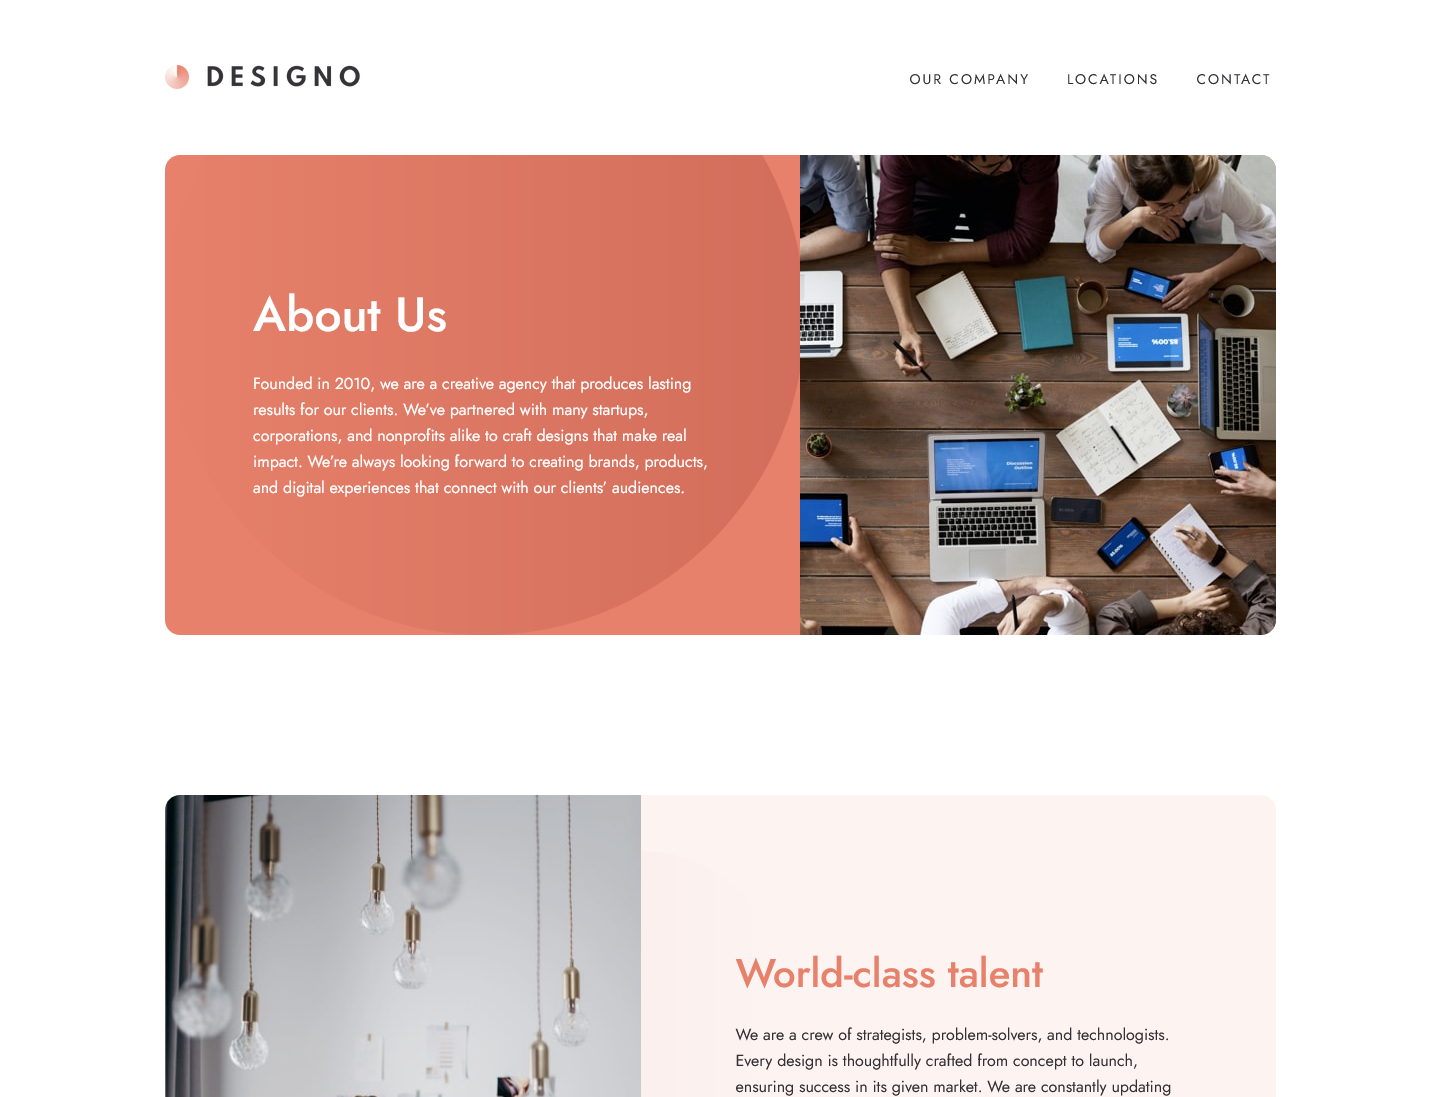 DESIGNO
OUR COMPANY LOCATIONS CONTACT
About Us
Founded in 2010, we are a creative agency that produces lasting
results for our clients. We’ve partnered with many startups,
corporations, and nonprofits alike to craft designs that make real
impact. We’re always looking forward to creating brands, products,
and digital experiences that connect with our clients’ audiences.
85.00%
Discussion
Outline
World-class talent
We are a crew of strategists, problem-solvers, and technologists.
Every design is thoughtfully crafted from concept to launch,
ensuring success in its given market. We are constantly updating